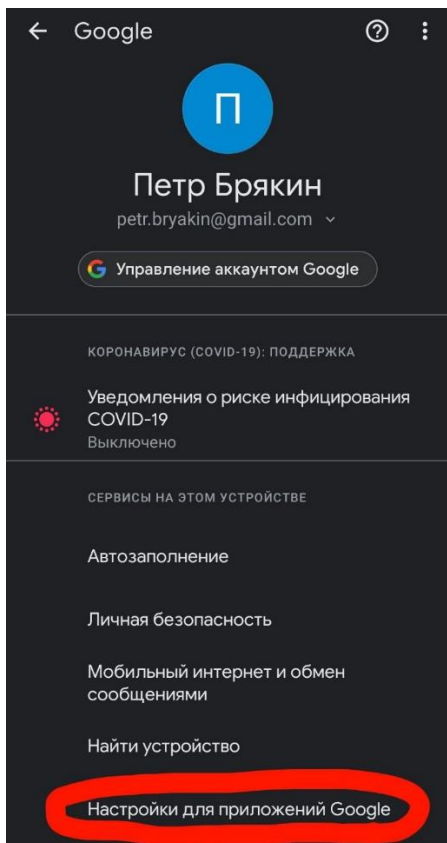 Google
П
Петр Брякин
petr.bryakin@gmail.com
Управление аккаунтом Google
КОРОНАВИРУС (COVID-19): ПОДДЕРЖКА
Уведомления о риске инфицирования
COVID-19
Выключено
СЕРВИСЫ НА ЭТОМ УСТРОЙСТВЕ
Автозаполнение
Личная безопасность
Мобильный интернет и обмен
сообщениями
Найти устройство
Настройки для приложений Google